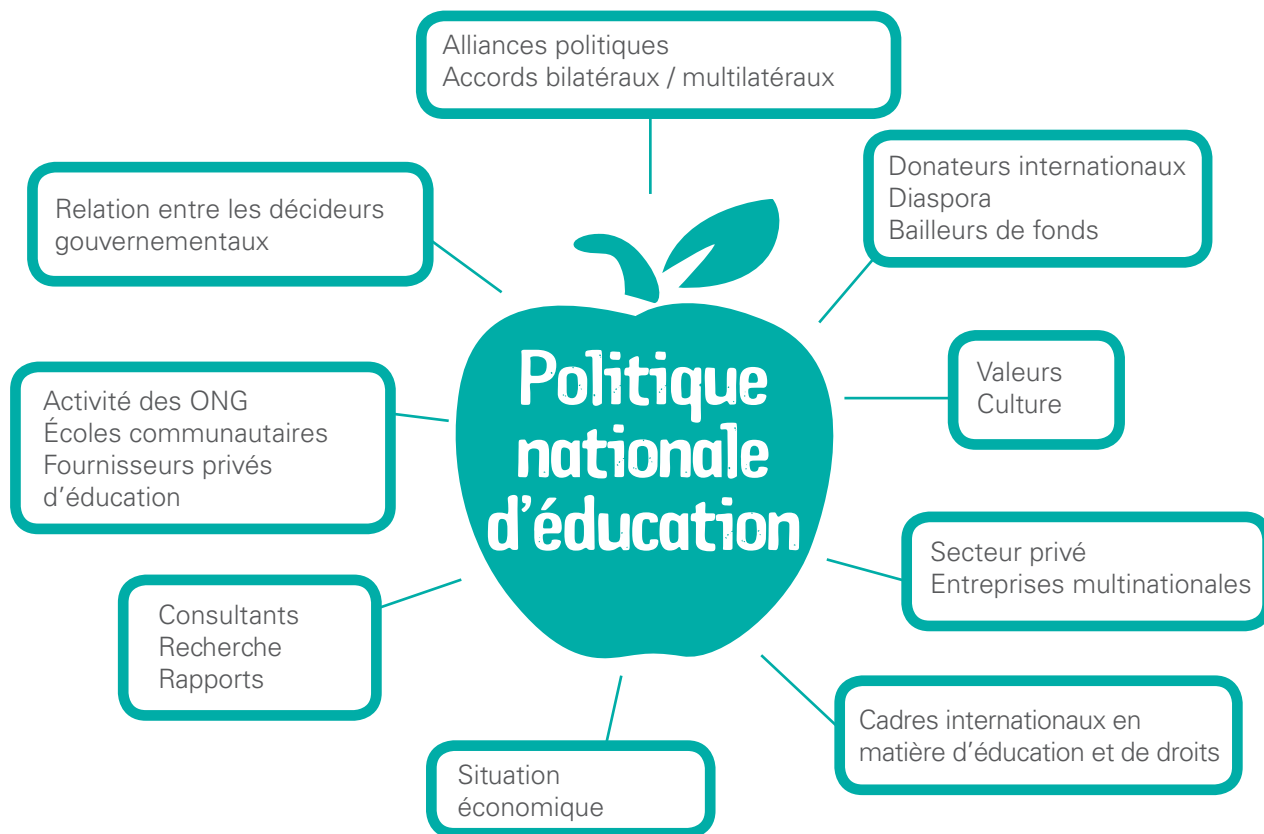 Alliances politiques
Accords bilatéraux / multilatéraux
Donateurs internationaux
Diaspora
Bailleurs de fonds
Relation entre les décideurs
gouvernementaux
Politique
nationale
d’éducation
Valeurs
Culture
Activité des ONG
Écoles communautaires
Fournisseurs privés
d’éducation
Secteur privé
Entreprises multinationales
Consultants
Recherche
Rapports
Cadres internationaux en
matière d’éducation et de droits
Situation
économique